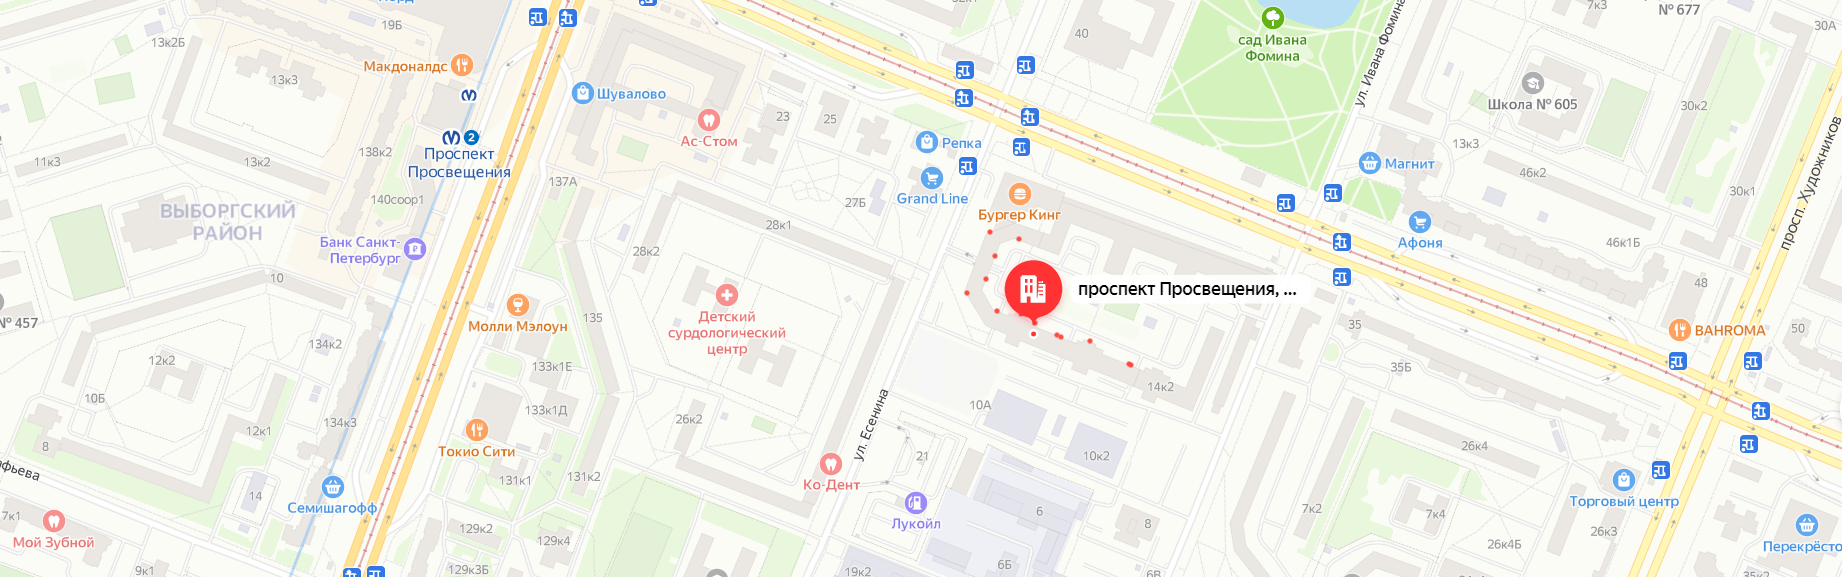 19Б
13к2Б
Макдоналдс
13к3
Шувалово
40
сад Ивана
Фомина
ул. Ивана Фомина
№ 677
30А
Школа № 605
30к2
23
25
Ас-Стом
Репка
Grand Line
11к3
13к2
138к2
2
Проспект
Просвещения
137А
140соор1
ВЫБОРГСКИЙ
РАЙОН
Банк Санкт-
Петербург
27Б
28к1
28к2
Бургер Кинг
13к3
Магнит
46к2
30к1
просп. Художников
Афоня
46к1Б
48
10
№ 457
Молли Мэлоун
135
Детский
сурдологический
центр
проспект Просвещения, ...
35
BAHROMA
50
134к2
12к2
133к1Е
35Б
10Б
133к1Д
26к2
ул. Есенина
10А
14к2
134к3
12к1
8
Токио Сити
21
10к2
26к4
131к1
131к2
Ко-Дент
14
Семишагофф
Лукойл
6
8
7к2
7к4
Торговый центр
7к1
Мой Зубной
129к2
129к4
26к3
26к4Б
Перекрёсто
9к1
129к3Б
19к2
6Б
6В
35к2